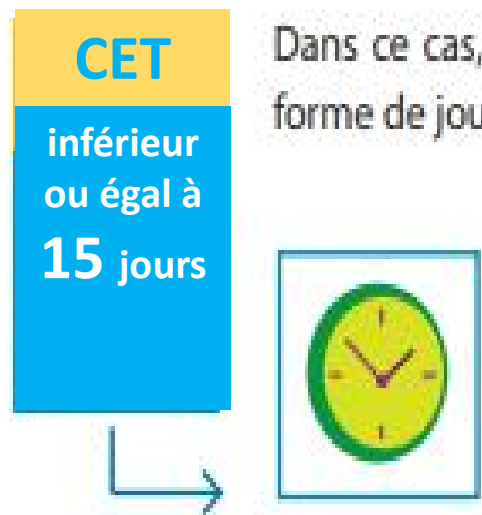 CET
inférieur
ou égal à
15 jours
Dans ce cas,
forme de jou